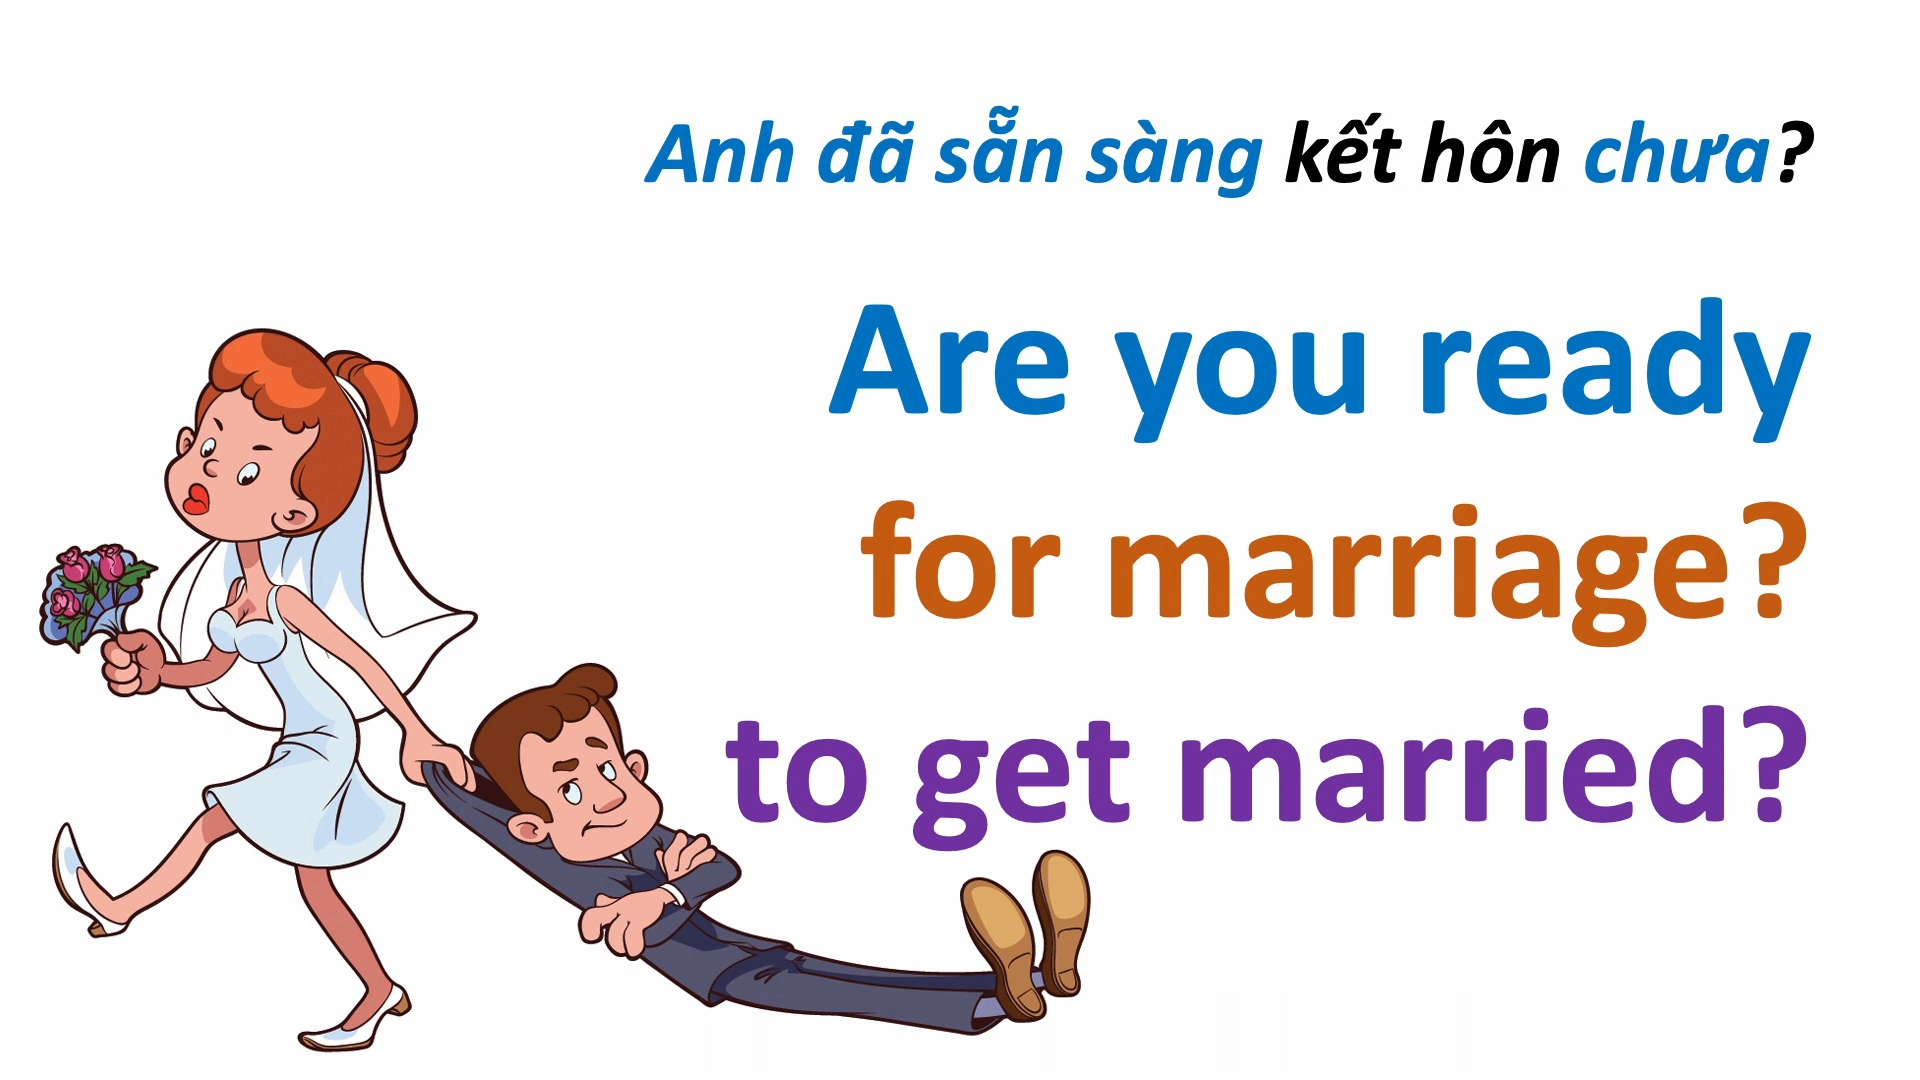 Anh đã sẵn sàng kết hôn chưa?
Are you ready
for marriage?
to get married?